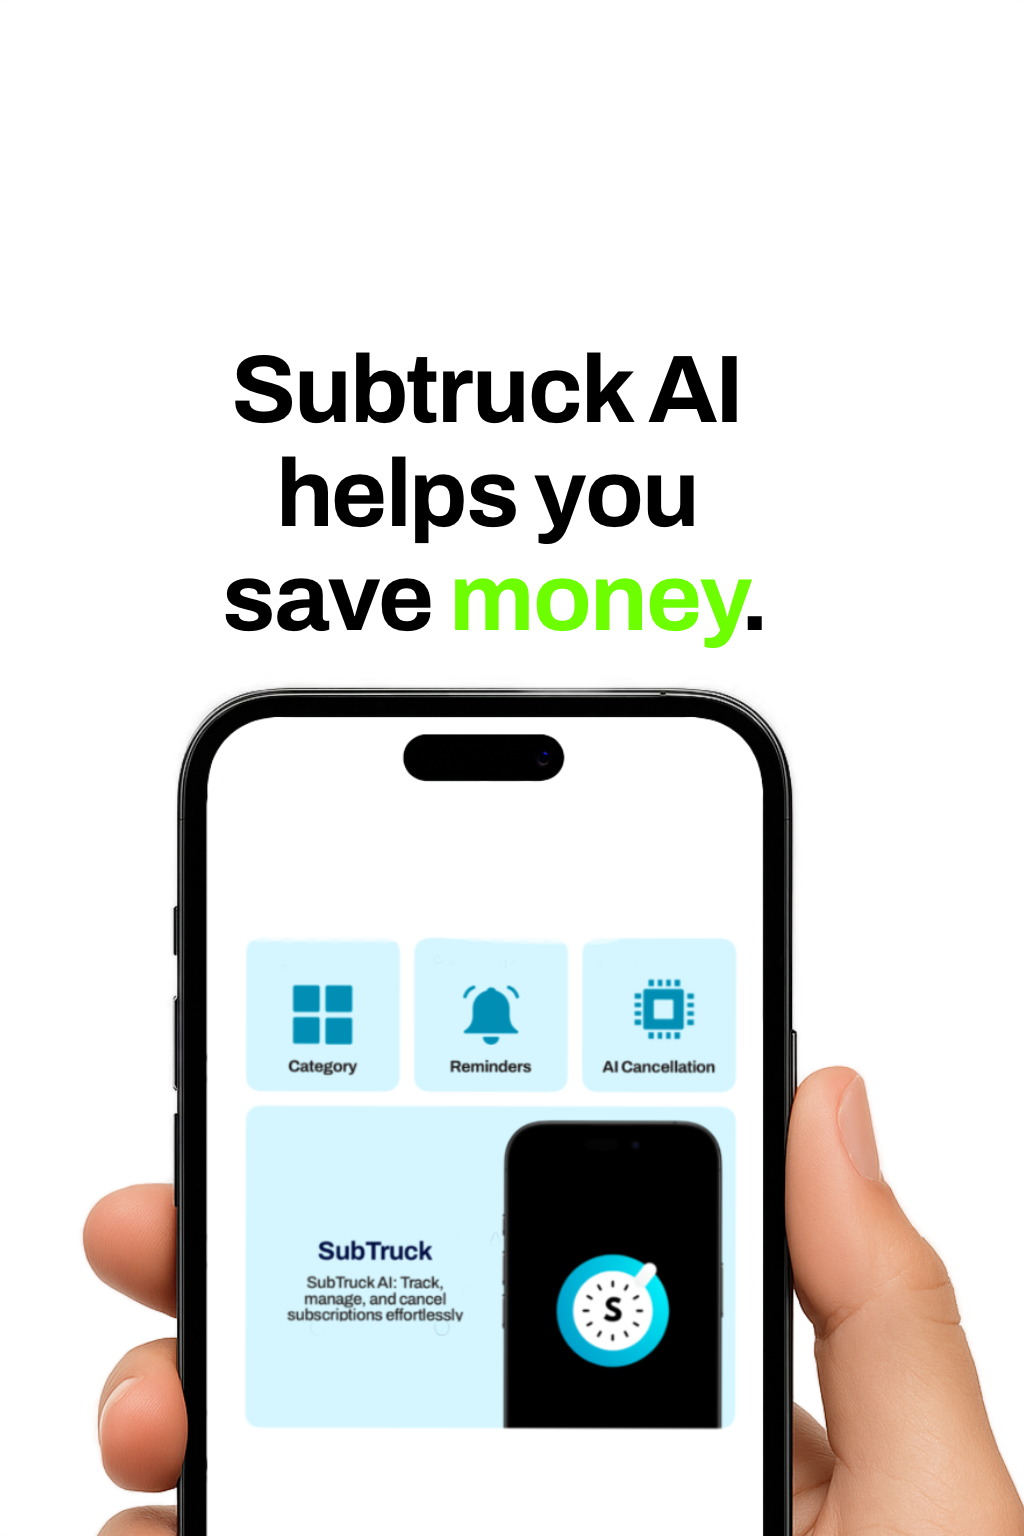 Subtruck AI
helps you
save money.
Category
Reminders
AI Cancellation
SubTruck
SubTruck AI: Track,
manage, and cancel
subscriptions effortlessly
S